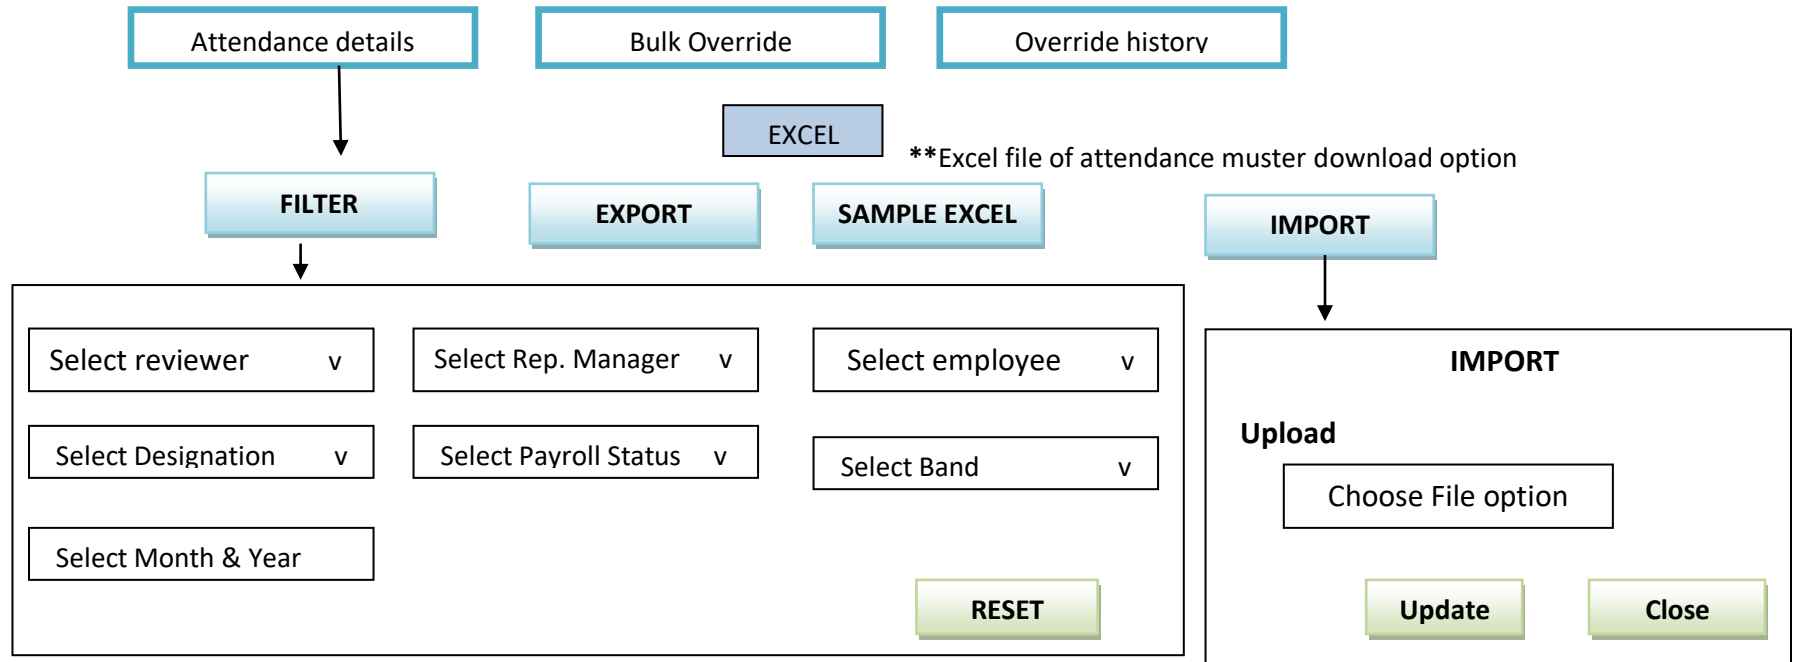 Attendance details
Bulk Override
Override history
EXCEL
**Excel file of attendance muster download option
FILTER
EXPORT
SAMPLE EXCEL
IMPORT
Select reviewer v
Select Rep. Manager v
Select employee v
Select Designation v
Select Payroll Status v
Select Band v
Select Month & Year
RESET
IMPORT
Upload
Choose File option
Update
Close